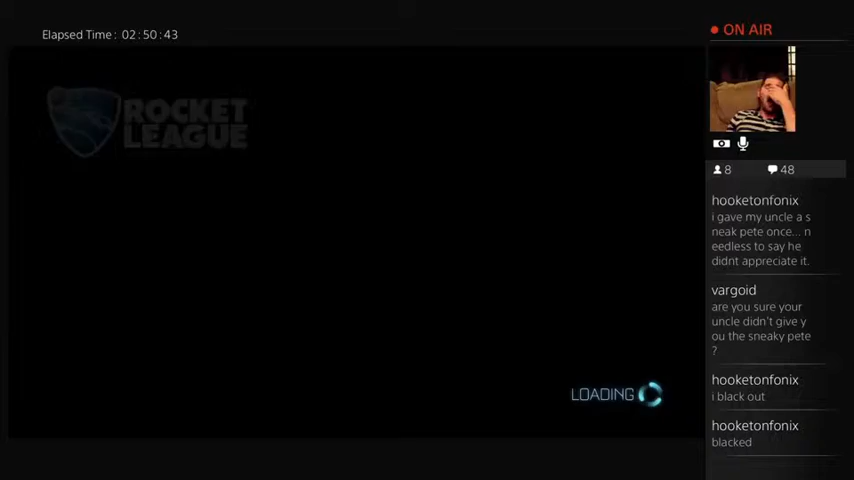 Elapsed Time: 02:50:43
ON AIR
ROCKET
LEAGUE
8
48
hooketonfonix
i gave my uncle a s
neak pete once... n
eedless to say he
didnt appreciate it.
vargoid
are you sure your
uncle didn't give y
ou the sneaky pete
?
hooketonfonix
i black out
LOADING
hooketonfonix
blacked